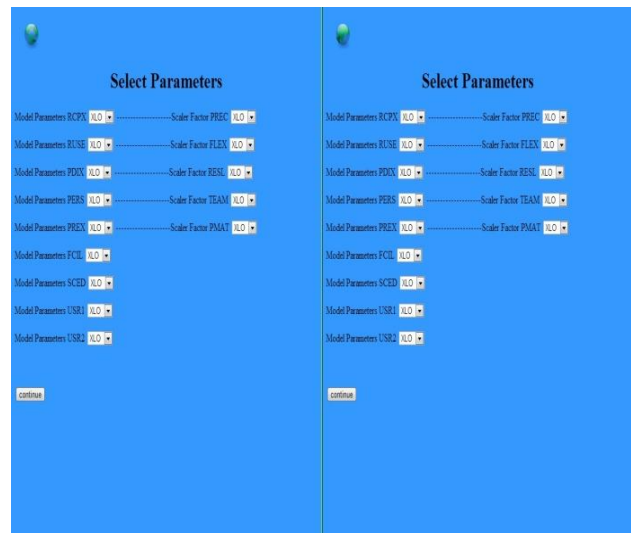 Select Parameters
Model Parameters RCPX XLO --------------------Scaler Factor PREC XLO
Model Parameters RUSE XLO --------------------Scaler Factor FLEX XLO
Model Parameters PDIX XLO --------------------Scaler Factor RESL XLO
Model Parameters PERS XLO --------------------Scaler Factor TEAM XLO
Model Parameters PREX XLO --------------------Scaler Factor PMAT XLO
Model Parameters FCIL XLO
Model Parameters SCED XLO
Model Parameters USR1 XLO
Model Parameters USR2 XLO
continue
Select Parameters
Model Parameters RCPX XLO --------------------Scaler Factor PREC XLO
Model Parameters RUSE XLO --------------------Scaler Factor FLEX XLO
Model Parameters PDIX XLO --------------------Scaler Factor RESL XLO
Model Parameters PERS XLO --------------------Scaler Factor TEAM XLO
Model Parameters PREX XLO --------------------Scaler Factor PMAT XLO
Model Parameters FCIL XLO
Model Parameters SCED XLO
Model Parameters USR1 XLO
Model Parameters USR2 XLO
continue